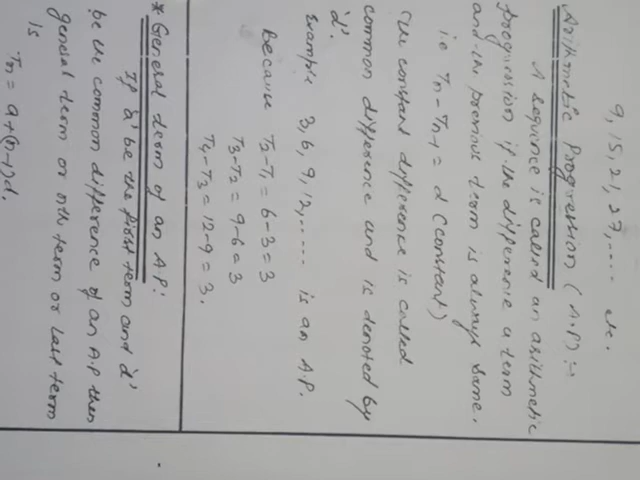 9, 15, 21, 27, ..... etc.
Arithmetic Progression (A.P) :-
A sequence is called an arithmetic
progression if the difference a term
and the previous term is always same.
i.e Tn - Tn-1 = d (constant)
The constant difference is called
common difference and is denoted by
'd'.
Example 3, 6, 9, 12, ..... is an A.P.
Because T2 - T1 = 6 - 3 = 3
T3 - T2 = 9 - 6 = 3
T4 - T3 = 12 - 9 = 3.
* General term of an A.P:
If 'a' be the first term and 'd'
be the common difference of an A.P then
general term or nth term or last term
is
Tn = a + (n-1)d.